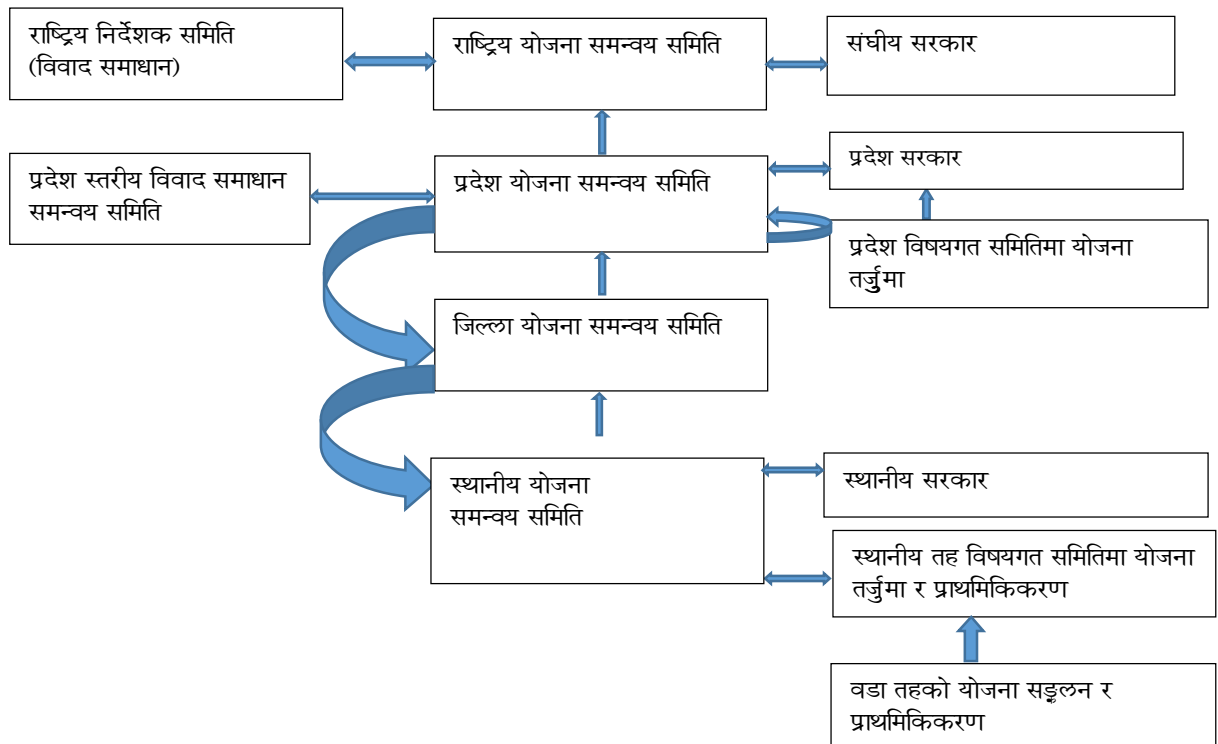 राष्ट्रिय निर्देशक समिति
(विवाद समाधान)
राष्ट्रिय योजना समन्वय समिति
संघीय सरकार
प्रदेश स्तरीय विवाद समाधान
समन्वय समिति
प्रदेश योजना समन्वय समिति
प्रदेश सरकार
प्रदेश विषयगत समितिमा योजना
तर्जुमा
जिल्ला योजना समन्वय समिति
स्थानीय योजना
समन्वय समिति
स्थानीय सरकार
स्थानीय तह विषयगत समितिमा योजना
तर्जुमा र प्राथमिकिकरण
वडा तहको योजना सङ्कलन र
प्राथमिकिकरण